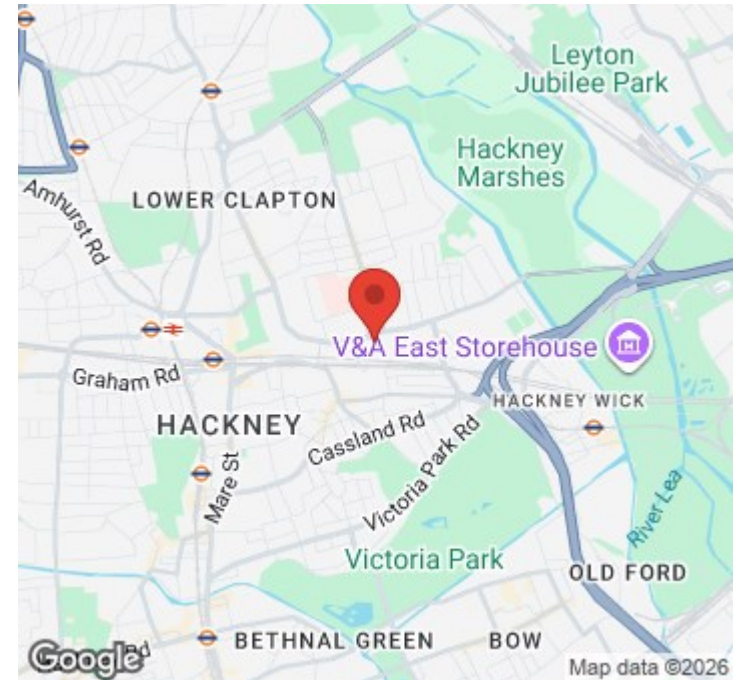 Leyton
Jubilee Park
Hackney
Marshes
Amhurst Rd
LOWER CLAPTON
V&A East Storehouse
Graham Rd
HACKNEY WICK
HACKNEY
Cassland Rd
Mare St
Victoria Park Rd
River Lea
Victoria Park
OLD FORD
BETHNAL GREEN
BOW
Rd
Google
Map data ©2026